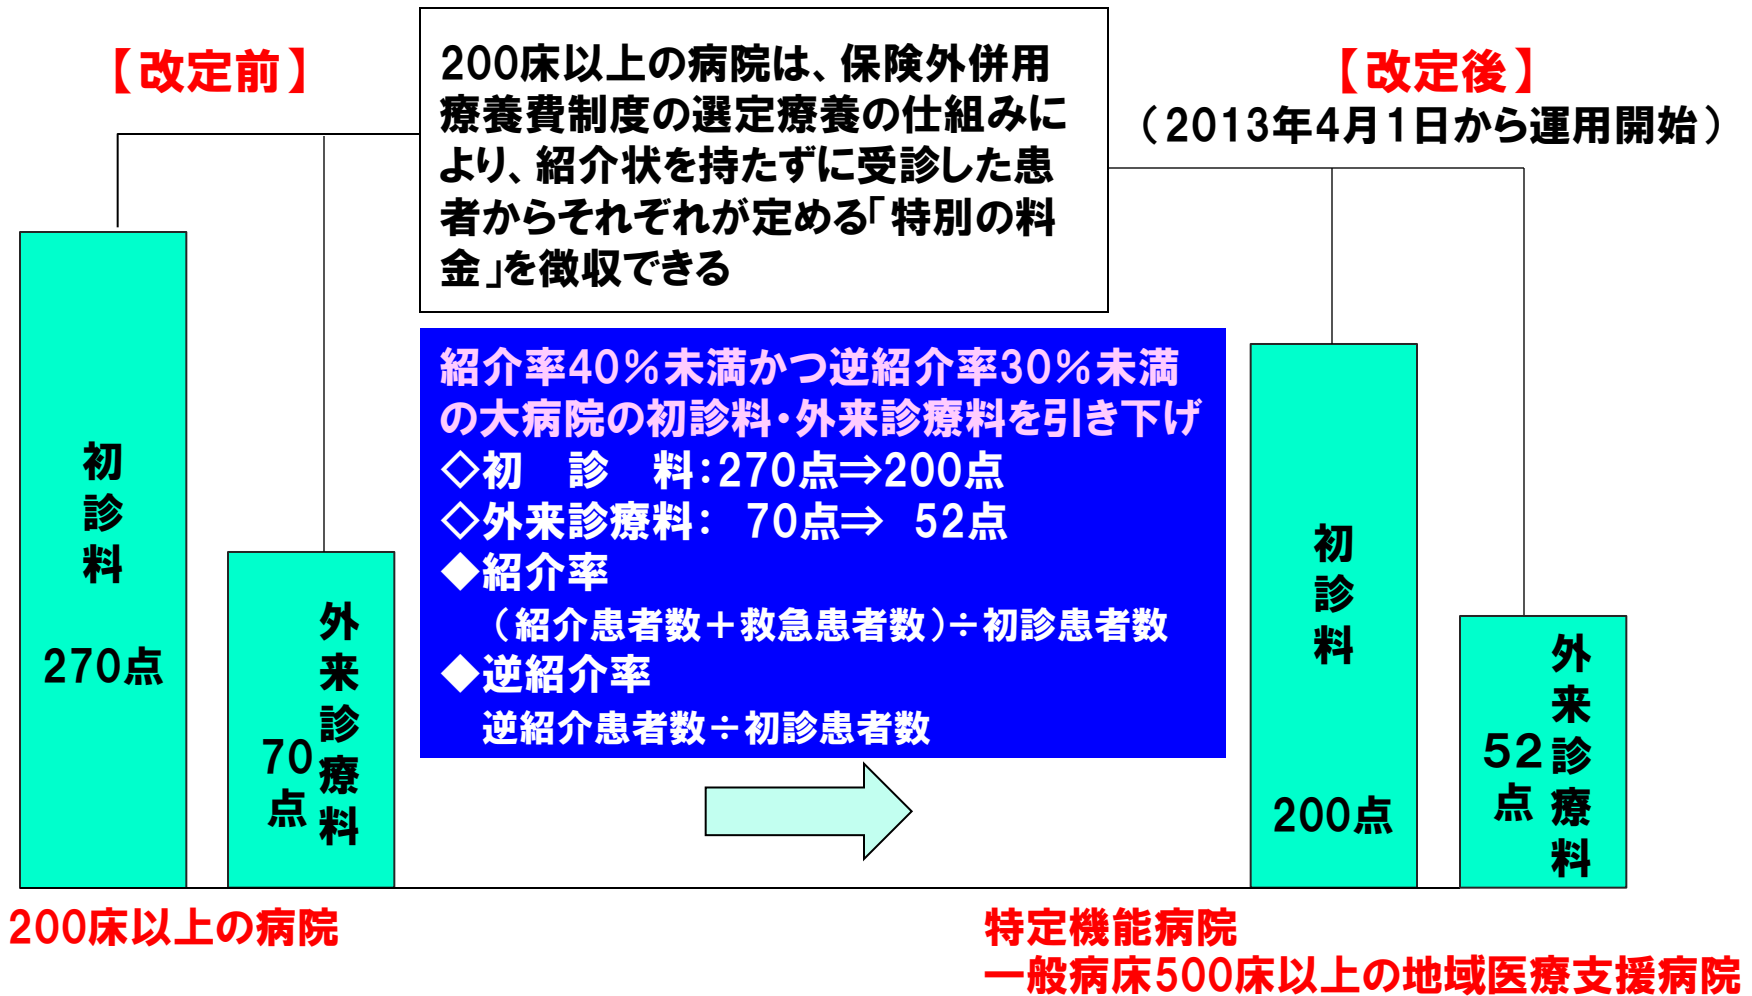 【改定前】
200床以上の病院は、保険外併用
療養費制度の選定療養の仕組みに
より、紹介状を持たずに受診した患
者からそれぞれが定める「特別の料
金」を徴収できる
【改定後】
（2013年4月1日から運用開始）
紹介率40％未満かつ逆紹介率30％未満
の大病院の初診料・外来診療料を引き下げ
◇初　診　料：270点⇒200点
◇外来診療料：　70点⇒　52点
◆紹介率
（紹介患者数＋救急患者数）÷初診患者数
◆逆紹介率
逆紹介患者数÷初診患者数
初診料
270点
外来診療料
70点
初診料
200点
外来診療料
52点
200床以上の病院
特定機能病院
一般病床500床以上の地域医療支援病院